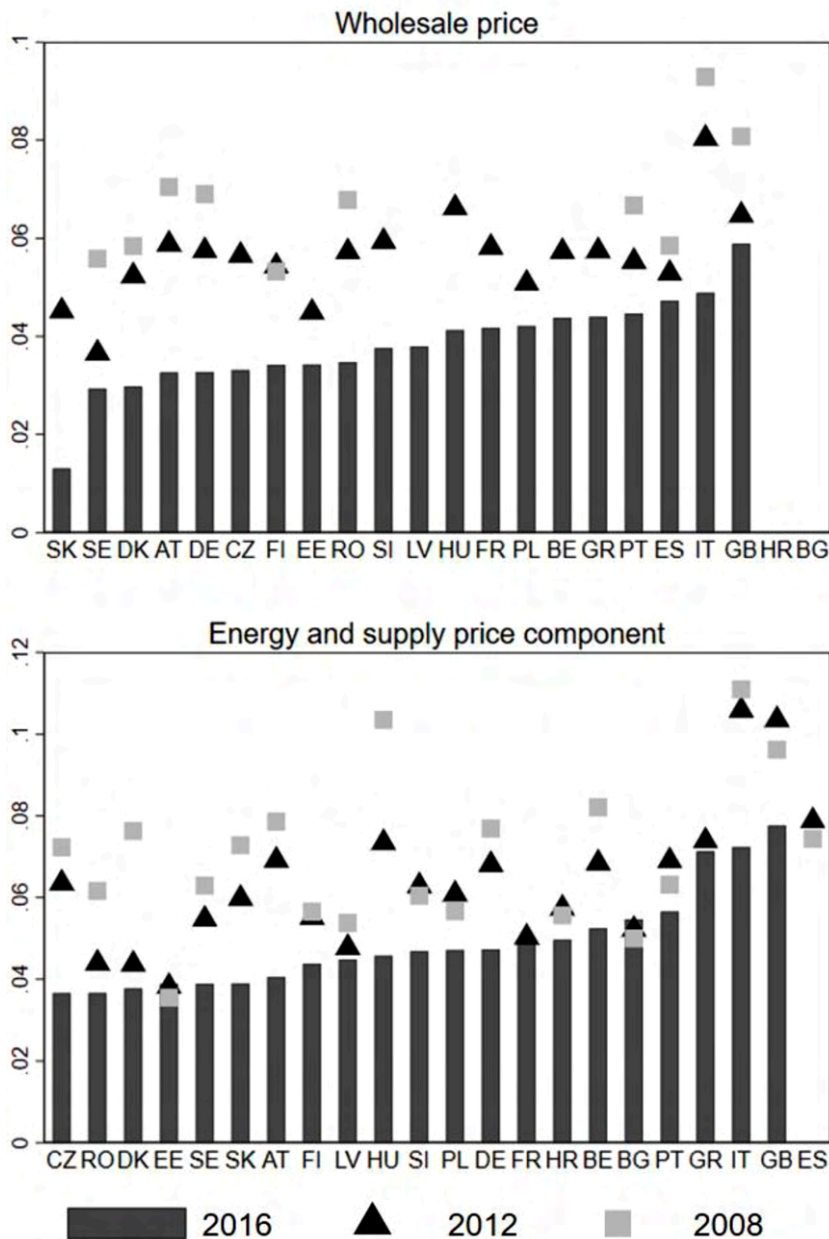 Wholesale price
.1
.08
.06
.04
.02
0
SK SE DK AT DE CZ FI EE RO SI LV HU FR PL BE GR PT ES IT GB HR BG
Energy and supply price component
.12
.1
.08
.06
.04
.02
0
CZ RO DK EE SE SK AT FI LV HU SI PL DE FR HR BE BG PT GR IT GB ES
2016 2012 2008